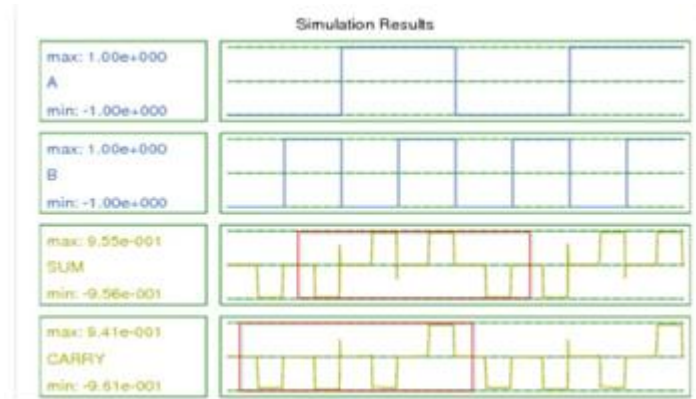 Simulation Results
max: 1.00e+000
A
min: -1.00e+000
max: 1.00e+000
B
min: -1.00e+000
max: 9.55e-001
SUM
min: -9.56e-001
max: 9.41e-001
CARRY
min: -9.61e-001